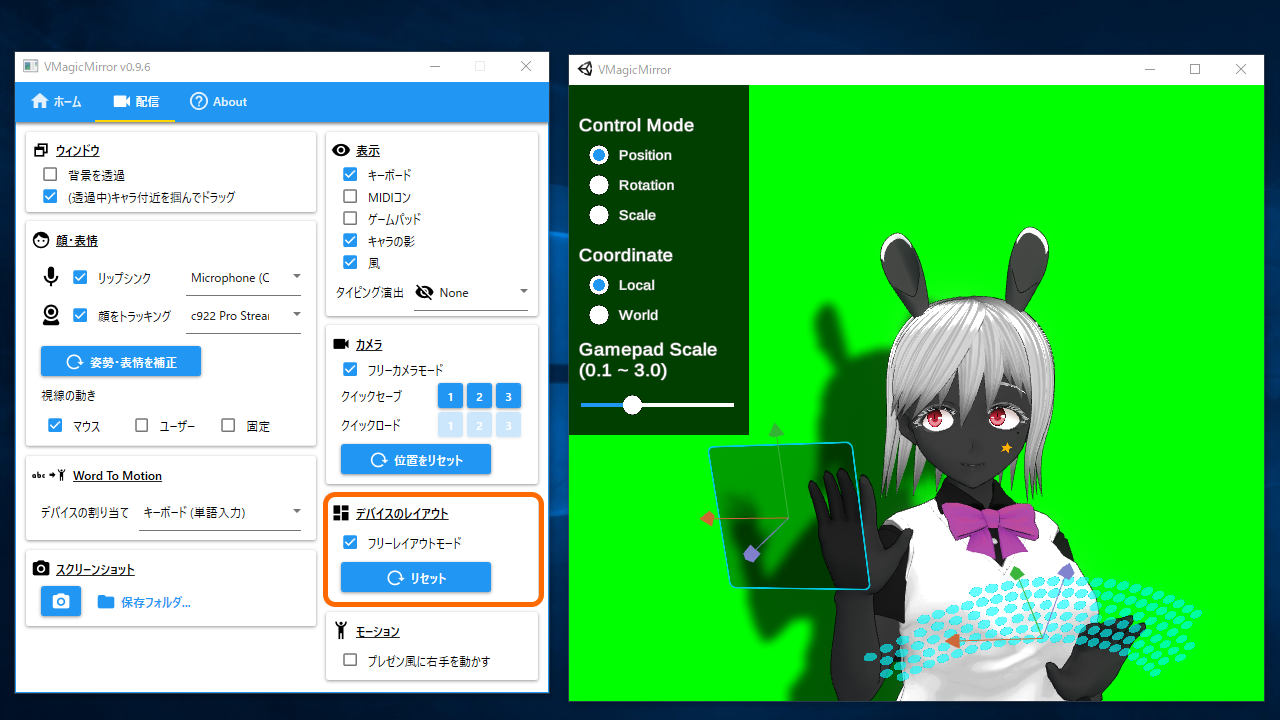 VMagicMirror v0.9.6
ホーム
配信
About
ウィンドウ
背景を透過
(透過中)キャラ付近を掴んでドラッグ
顔・表情
リップシンク
Microphone (C
顔をトラッキング
c922 Pro Strear
姿勢・表情を補正
視線の動き
マウス
ユーザー
固定
abc
Word To Motion
デバイスの割り当て
キーボード (単語入力)
スクリーンショット
保存フォルダ...
表示
キーボード
MIDIコン
ゲームパッド
キャラの影
風
タイピング演出
None
カメラ
フリーカメラモード
クイックセーブ
1 2 3
クイックロード
1 2 3
位置をリセット
デバイスのレイアウト
フリーレイアウトモード
リセット
モーション
プレゼン風に右手を動かす
VMagicMirror
Control Mode
Position
Rotation
Scale
Coordinate
Local
World
Gamepad Scale
(0.1 ~ 3.0)